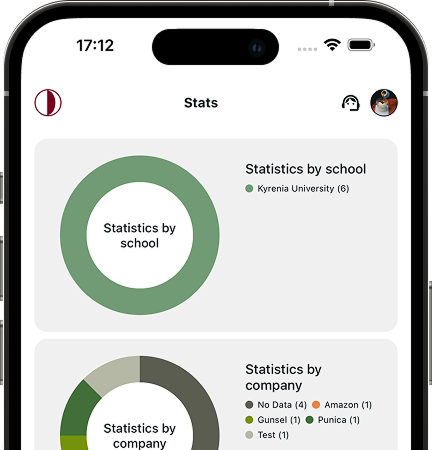 17:12
Stats
Statistics by
school
Statistics by school
Kyrenia University (6)
Statistics by
company
Statistics by
company
No Data (4) Amazon (1)
Gunsel (1) Punica (1)
Test (1)